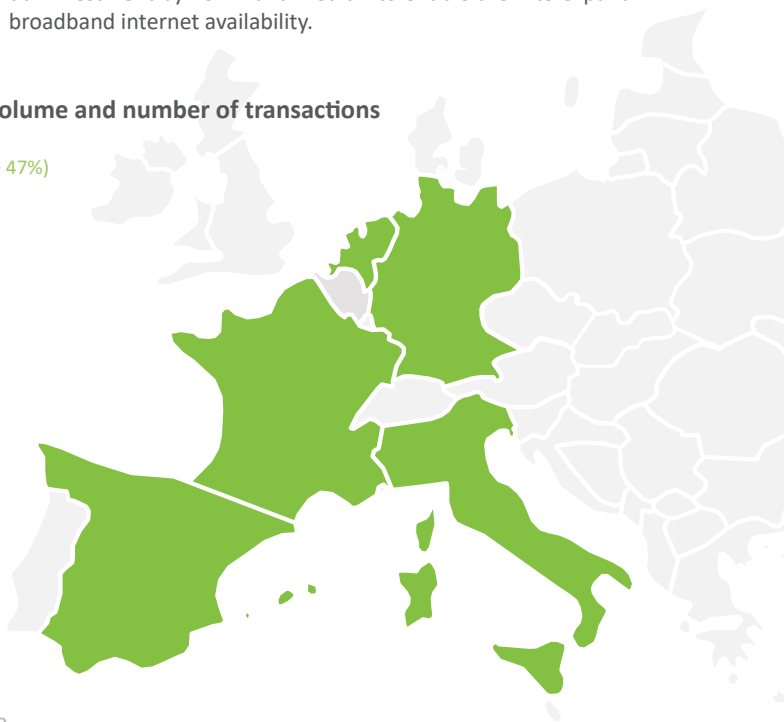 broadband internet availability.
olume and number of transactions
47%)